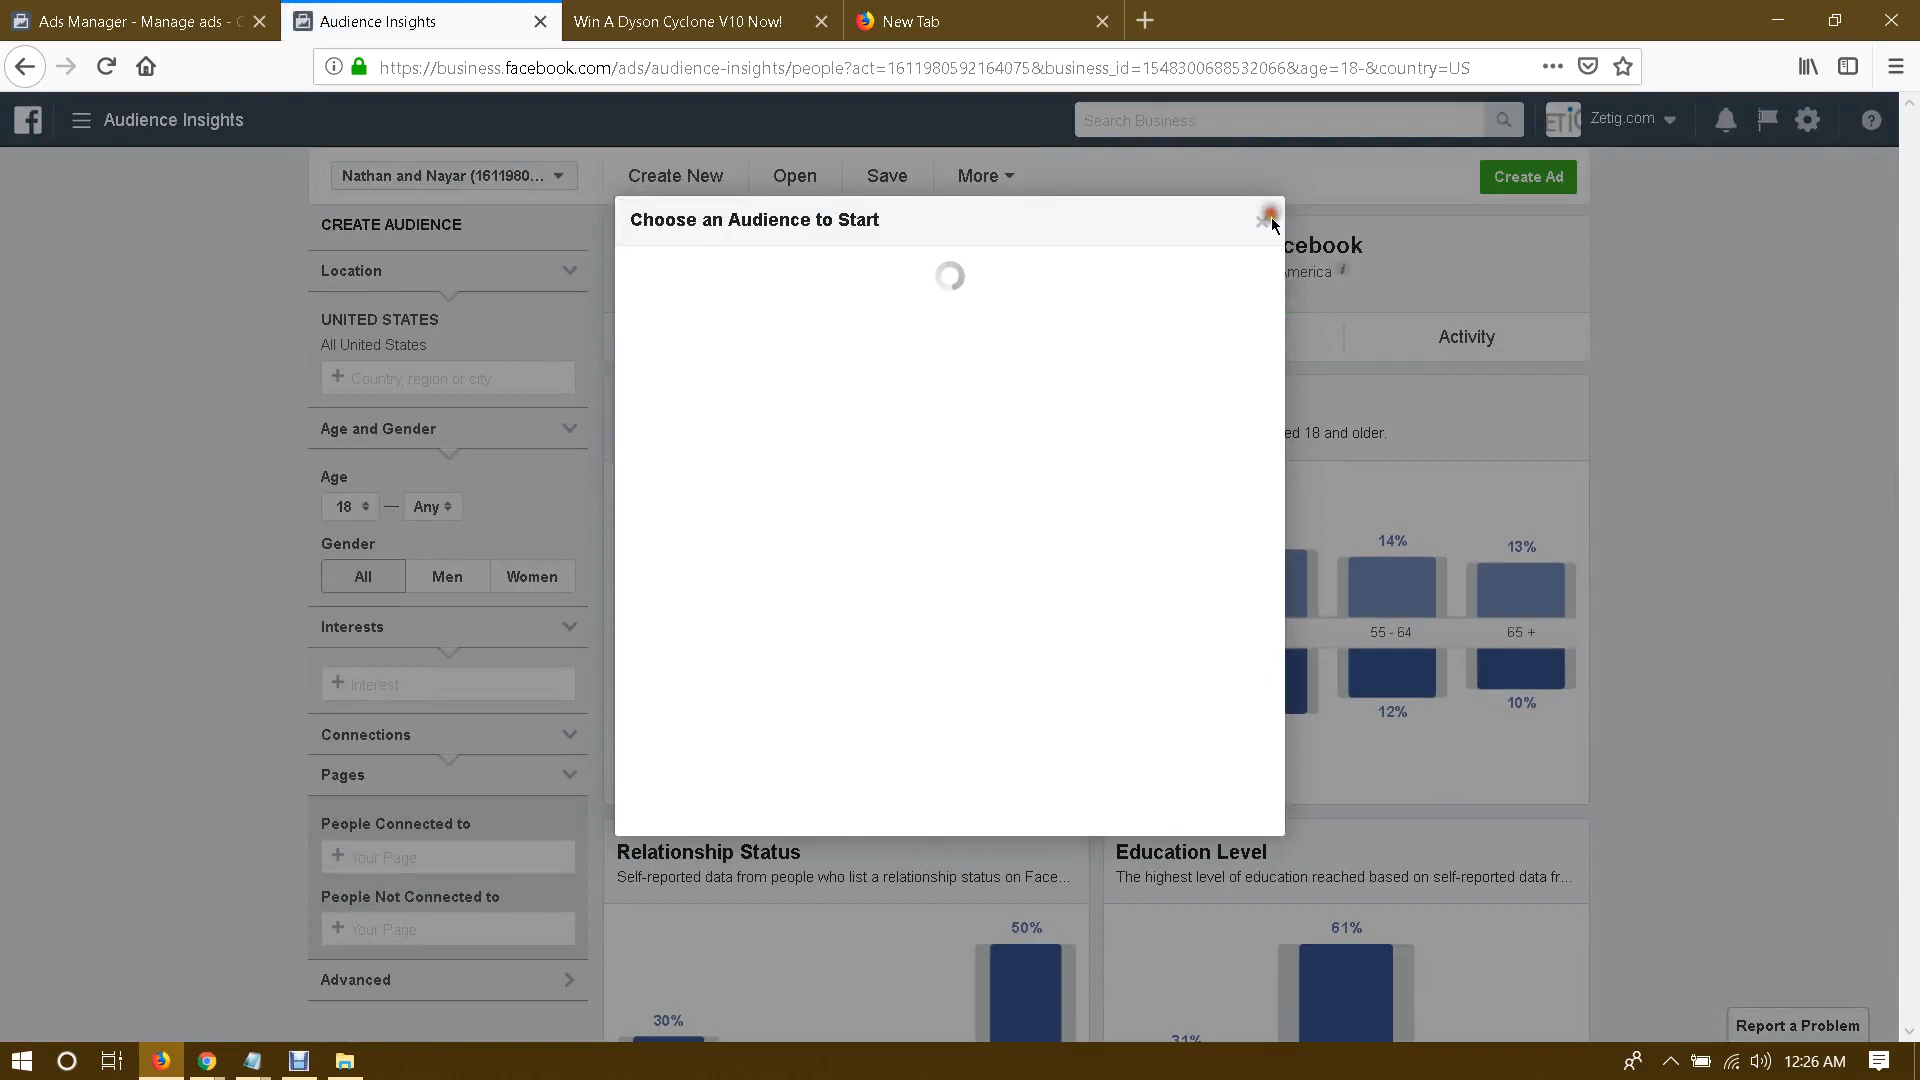 Ads Manager - Manage ads - C
Audience Insights
Win A Dyson Cyclone V10 Now!
New Tab
https://business.facebook.com/ads/audience-insights/people?act=1611980592164075&business_id=1548300688532066&age=18-&country=US
Audience Insights
Search Business
Zetig.com
Nathan and Nayar (1611980...
Create New
Open
Save
More
Create Ad
CREATE AUDIENCE
Choose an Audience to Start
cebook
America
Location
UNITED STATES
All United States
Country, region or city
Activity
Age and Gender
ed 18 and older.
Age
18 — Any
Gender
All
Men
Women
14%
13%
55 - 64
65 +
12%
10%
Interests
Interest
Connections
Pages
People Connected to
Your Page
People Not Connected to
Your Page
Advanced
Relationship Status
Self-reported data from people who list a relationship status on Face...
50%
30%
Education Level
The highest level of education reached based on self-reported data fr...
61%
31%
Report a Problem
12:26 AM